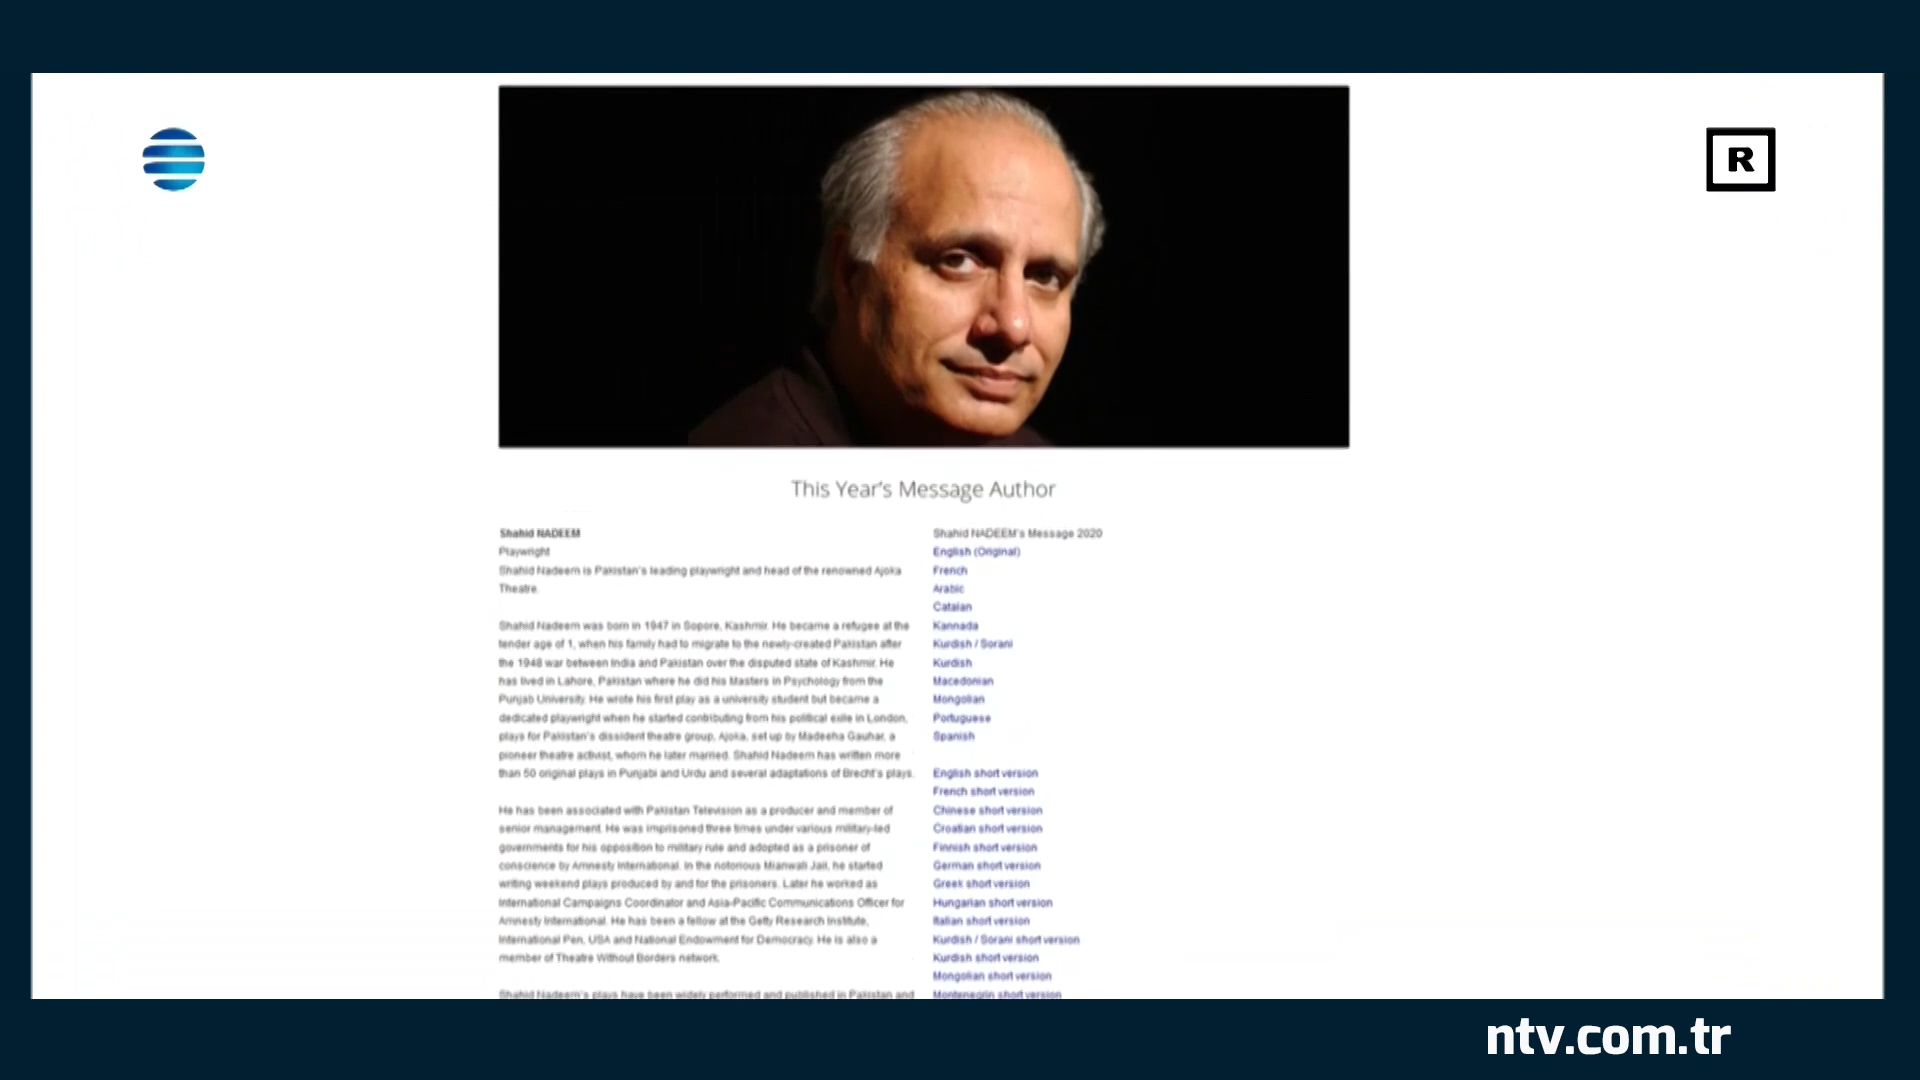 R
This Year's Message Author
Shahid NADEEM
Playwright
Shahid Nadeem is Pakistan's leading playwright and head of the renowned Ajoka
Theatre.
Shahid Nadeem was born in 1947 in Sopore, Kashmir. He became a refugee at the
tender age of 1, when his family had to migrate to the newly-created Pakistan after
the 1948 war between India and Pakistan over the disputed state of Kashmir. He
has lived in Lahore, Pakistan where he did his Masters in Psychology from the
Punjab University. He wrote his first play as a university student but became a
dedicated playwright when he started contributing from his political exile in London,
plays for Pakistan's dissident theatre group, Ajoka, set up by Madeeha Gauhar, a
pioneer theatre activist, whom he later married. Shahid Nadeem has written more
than 50 original plays in Punjabi and Urdu and several adaptations of Brecht's plays.
He has been associated with Pakistan Television as a producer and member of
senior management. He was imprisoned three times under various military-led
governments for his opposition to military rule and adopted as a prisoner of
conscience by Amnesty International. In the notorious Mianwali Jail, he started
writing weekend plays produced by and for the prisoners. Later he worked as
International Campaigns Coordinator and Asia-Pacific Communications Officer for
Amnesty International. He has been a fellow at the Getty Research Institute,
International Pen, USA and National Endowment for Democracy. He is also a
member of Theatre Without Borders network.
Shahid Nadeem's plays have been widely performed and published in Pakistan and
Shahid NADEEM's Message 2020
English (Original)
French
Arabic
Catalan
Kannada
Kurdish / Sorani
Kurdish
Macedonian
Mongolian
Portuguese
Spanish
English short version
French short version
Chinese short version
Croatian short version
Finnish short version
German short version
Greek short version
Hungarian short version
Italian short version
Kurdish / Sorani short version
Kurdish short version
Mongolian short version
Montenegrin short version
ntv.com.tr